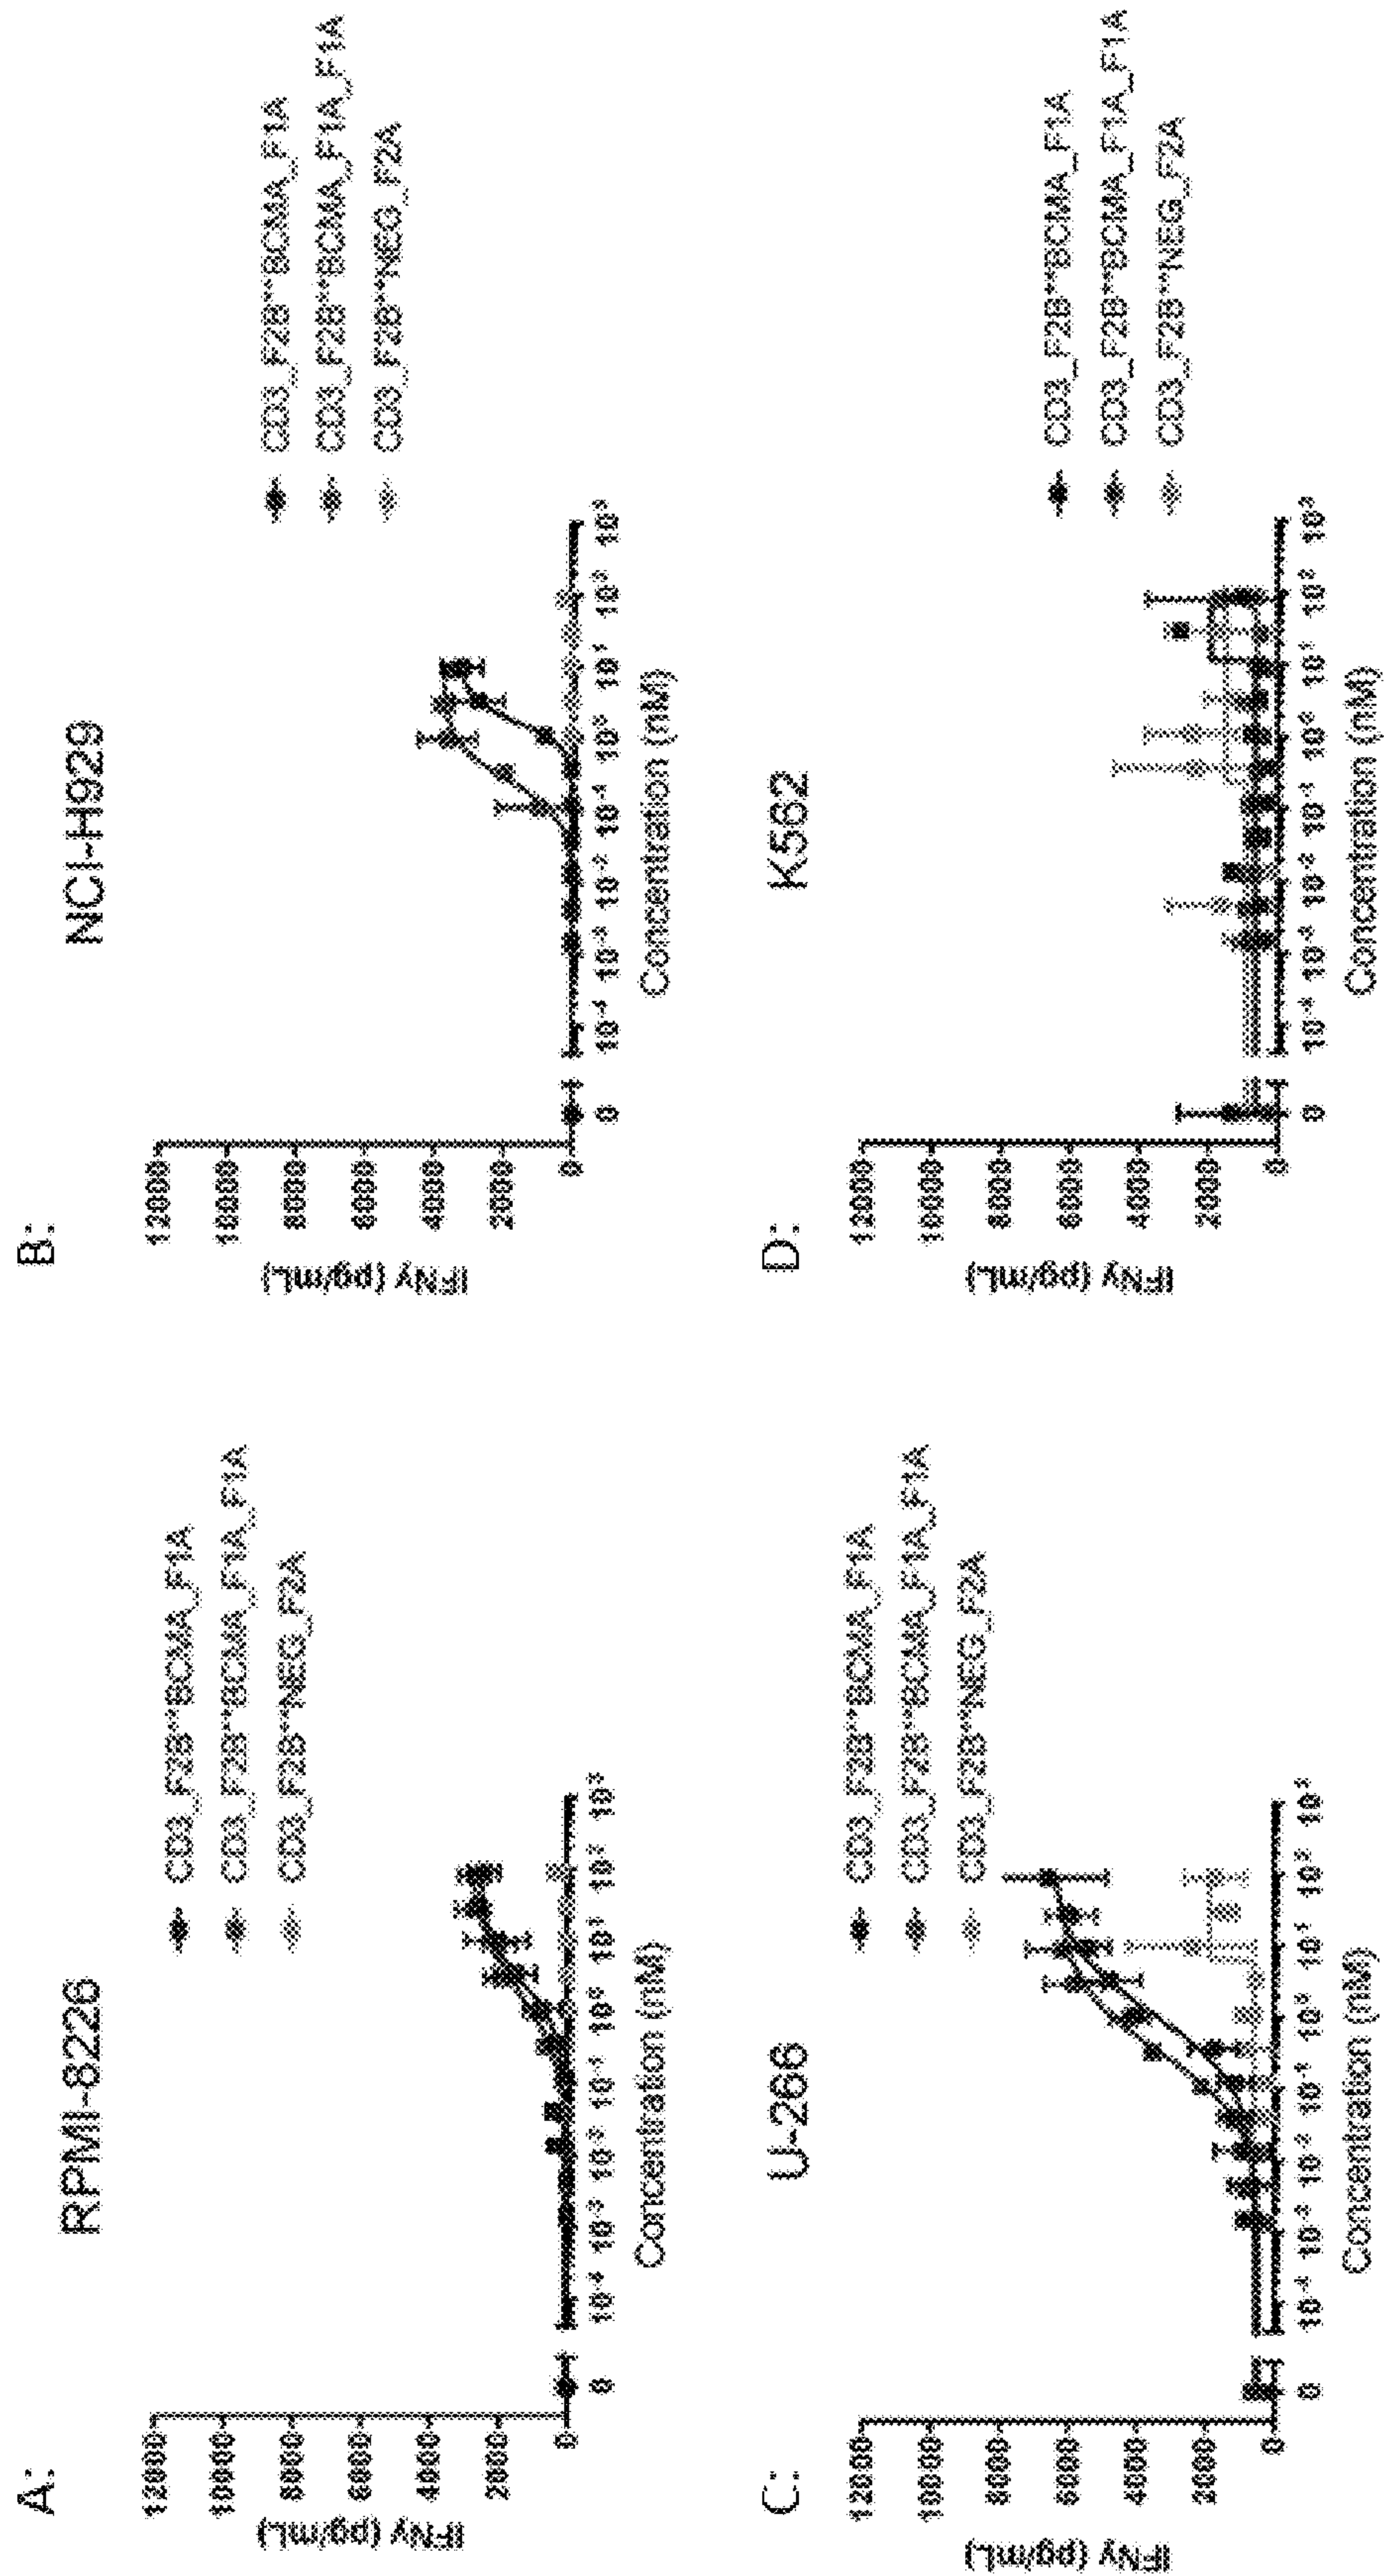 A:
RPMI-8226
CD3_F2B**BCMA_F1A
CD3_F2B**BCMA_F1A_F1A
CD3_F2B**NEG_F2A
IFNγ (pg/mL)
12000
10000
8000
6000
4000
2000
0
0 10⁻⁴ 10⁻³ 10⁻² 10⁻¹ 10⁰ 10¹ 10² 10³
Concentration (nM)
B:
NCI-H929
CD3_F2B**BCMA_F1A
CD3_F2B**BCMA_F1A_F1A
CD3_F2B**NEG_F2A
IFNγ (pg/mL)
12000
10000
8000
6000
4000
2000
0
0 10⁻⁴ 10⁻³ 10⁻² 10⁻¹ 10⁰ 10¹ 10² 10³
Concentration (nM)
C:
U-266
CD3_F2B**BCMA_F1A
CD3_F2B**BCMA_F1A_F1A
CD3_F2B**NEG_F2A
IFNγ (pg/mL)
12000
10000
8000
6000
4000
2000
0
0 10⁻⁴ 10⁻³ 10⁻² 10⁻¹ 10⁰ 10¹ 10² 10³
Concentration (nM)
D:
K562
CD3_F2B**BCMA_F1A
CD3_F2B**BCMA_F1A_F1A
CD3_F2B**NEG_F2A
IFNγ (pg/mL)
12000
10000
8000
6000
4000
2000
0
0 10⁻⁴ 10⁻³ 10⁻² 10⁻¹ 10⁰ 10¹ 10² 10³
Concentration (nM)